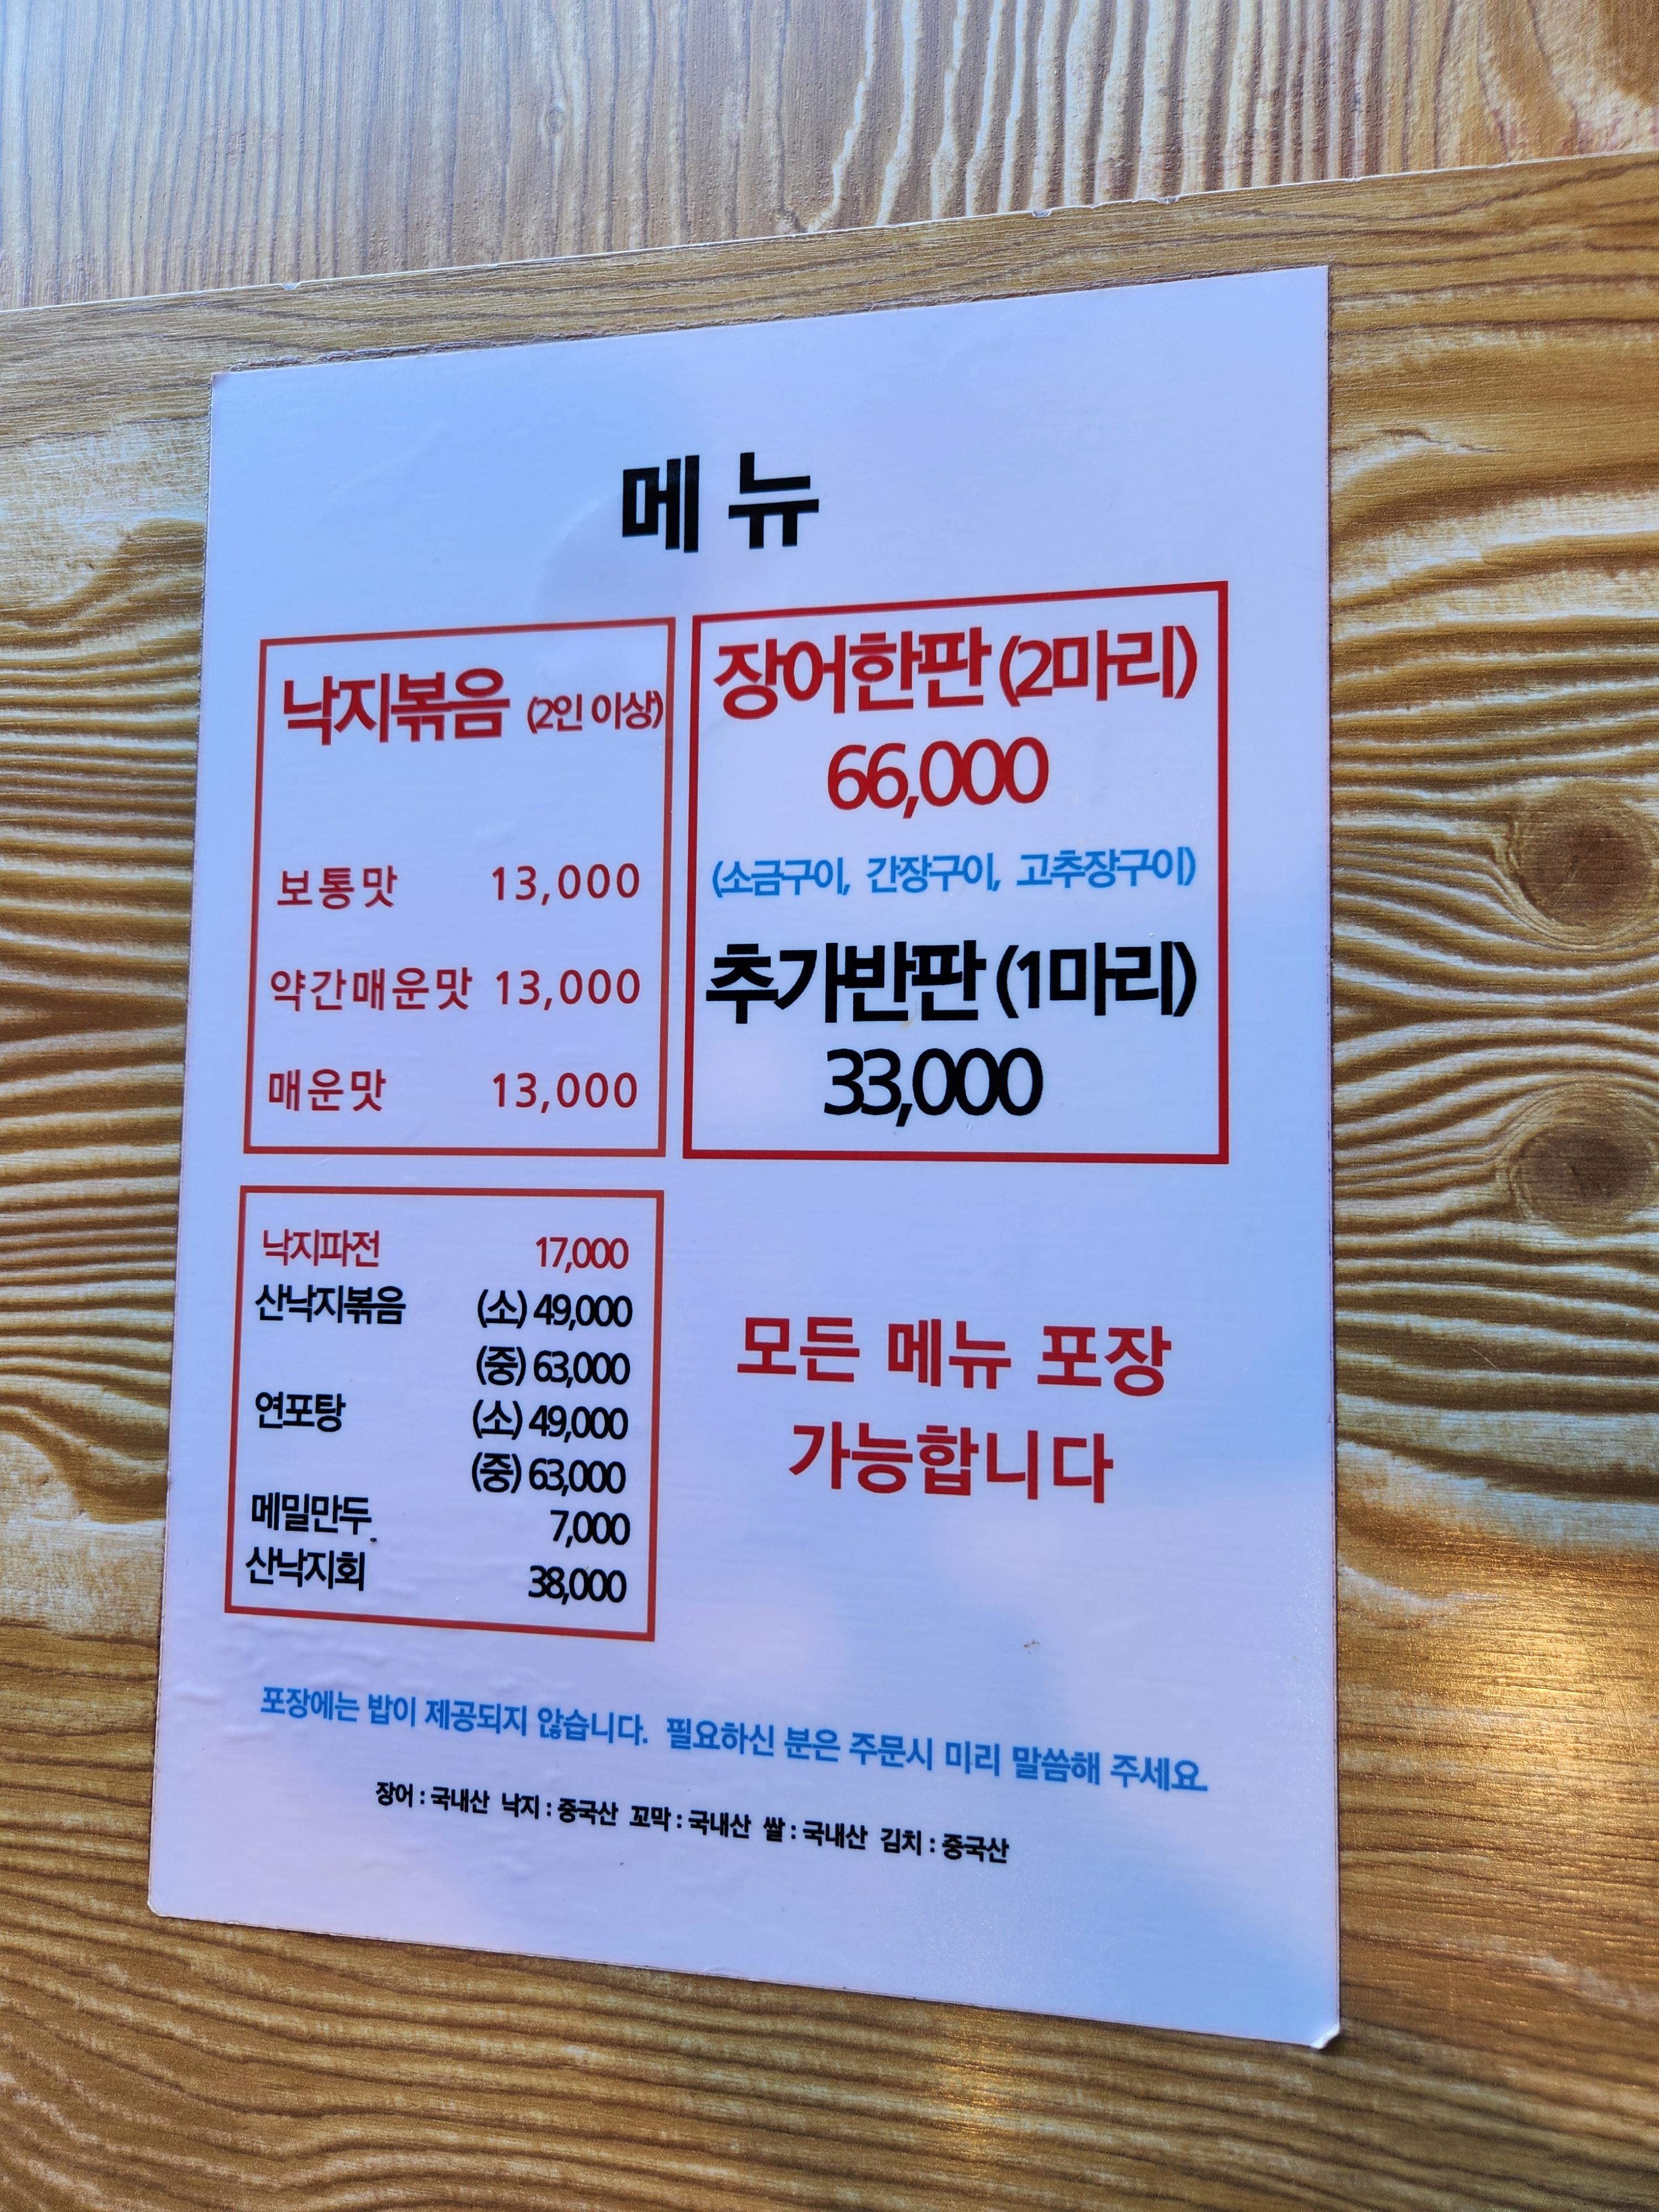 메뉴
낙지볶음 (2인 이상)
보통맛 13,000
약간매운맛 13,000
매운맛 13,000
장어한판 (2마리)
66,000
(소금구이, 간장구이, 고추장구이)
추가반판 (1마리)
33,000
낙지파전 17,000
산낙지볶음 (소) 49,000
(중) 63,000
연포탕 (소) 49,000
(중) 63,000
메밀만두 7,000
산낙지회 38,000
모든 메뉴 포장
가능합니다
포장에는 밥이 제공되지 않습니다. 필요하신 분은 주문시 미리 말씀해 주세요.
장어 : 국내산 낙지 : 중국산 꼬막 : 국내산 쌀 : 국내산 김치 : 중국산